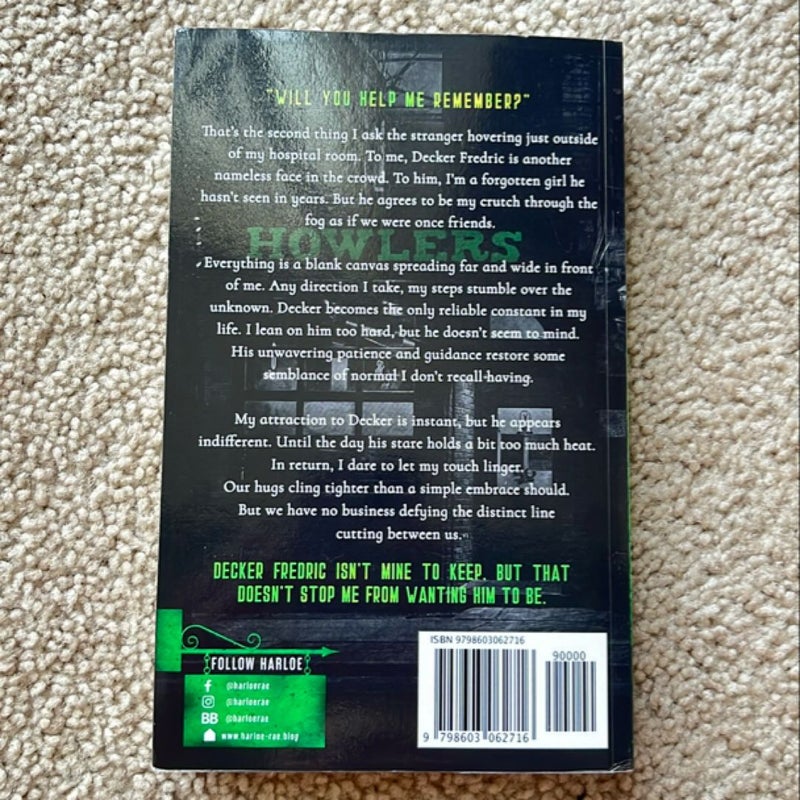 "WILL YOU HELP ME REMEMBER?"
That's the second thing I ask the stranger hovering just outside
of my hospital room. To me, Decker Fredric is another
nameless face in the crowd. To him, I'm a forgotten girl he
hasn't seen in years. But he agrees to be my crutch through the
fog as if we were once friends.
HOWLERS
Everything is a blank canvas spreading far and wide in front
of me. Any direction I take, my steps stumble over the
unknown. Decker becomes the only reliable constant in my
life. I lean on him too hard, but he doesn't seem to mind.
His unwavering patience and guidance restore some
semblance of normal I don't recall having.
My attraction to Decker is instant, but he appears
indifferent. Until the day his stare holds a bit too much heat.
In return, I dare to let my touch linger.
Our hugs cling tighter than a simple embrace should.
But we have no business defying the distinct line
cutting between us.
DECKER FREDRIC ISN'T MINE TO KEEP. BUT THAT
DOESN'T STOP ME FROM WANTING HIM TO BE.
FOLLOW HARLOE
@harloerae
@harloerae
BB @harloerae
www.harloe-rae.blog
ISBN 9798603062716
90000
9 798603 062716